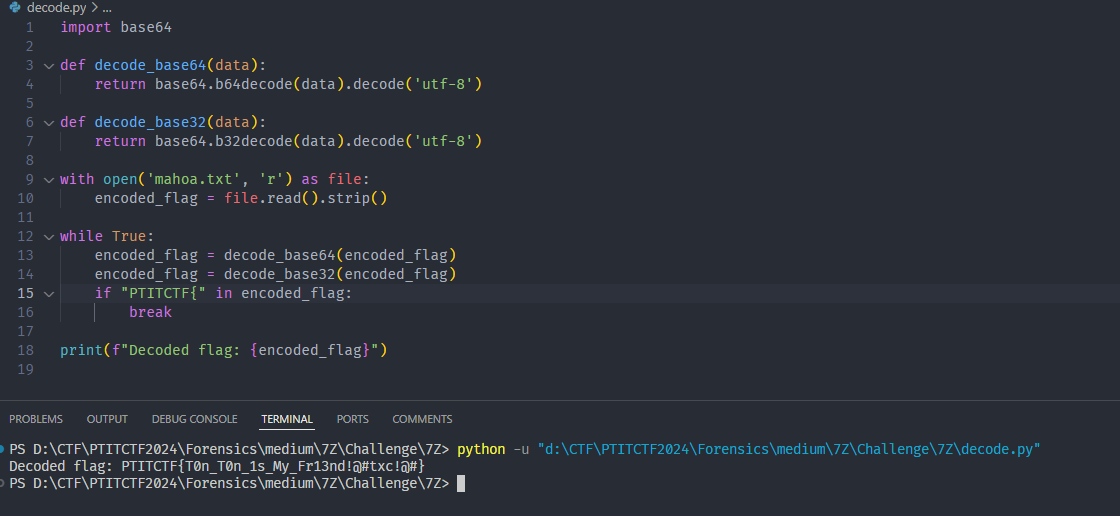 decode.py > ...
1 import base64
2
3 def decode_base64(data):
4     return base64.b64decode(data).decode('utf-8')
5
6 def decode_base32(data):
7     return base64.b32decode(data).decode('utf-8')
8
9 with open('mahoa.txt', 'r') as file:
10     encoded_flag = file.read().strip()
11
12 while True:
13     encoded_flag = decode_base64(encoded_flag)
14     encoded_flag = decode_base32(encoded_flag)
15     if "PTITCTF{" in encoded_flag:
16         break
17
18 print(f"Decoded flag: {encoded_flag}")
19
PROBLEMS OUTPUT DEBUG CONSOLE TERMINAL PORTS COMMENTS
PS D:\CTF\PTITCTF2024\Forensics\medium\7Z\Challenge\7Z> python -u "d:\CTF\PTITCTF2024\Forensics\medium\7Z\Challenge\7Z\decode.py"
Decoded flag: PTITCTF{T0n_T0n_1s_My_Fr13nd!@#txc!@#}
PS D:\CTF\PTITCTF2024\Forensics\medium\7Z\Challenge\7Z>